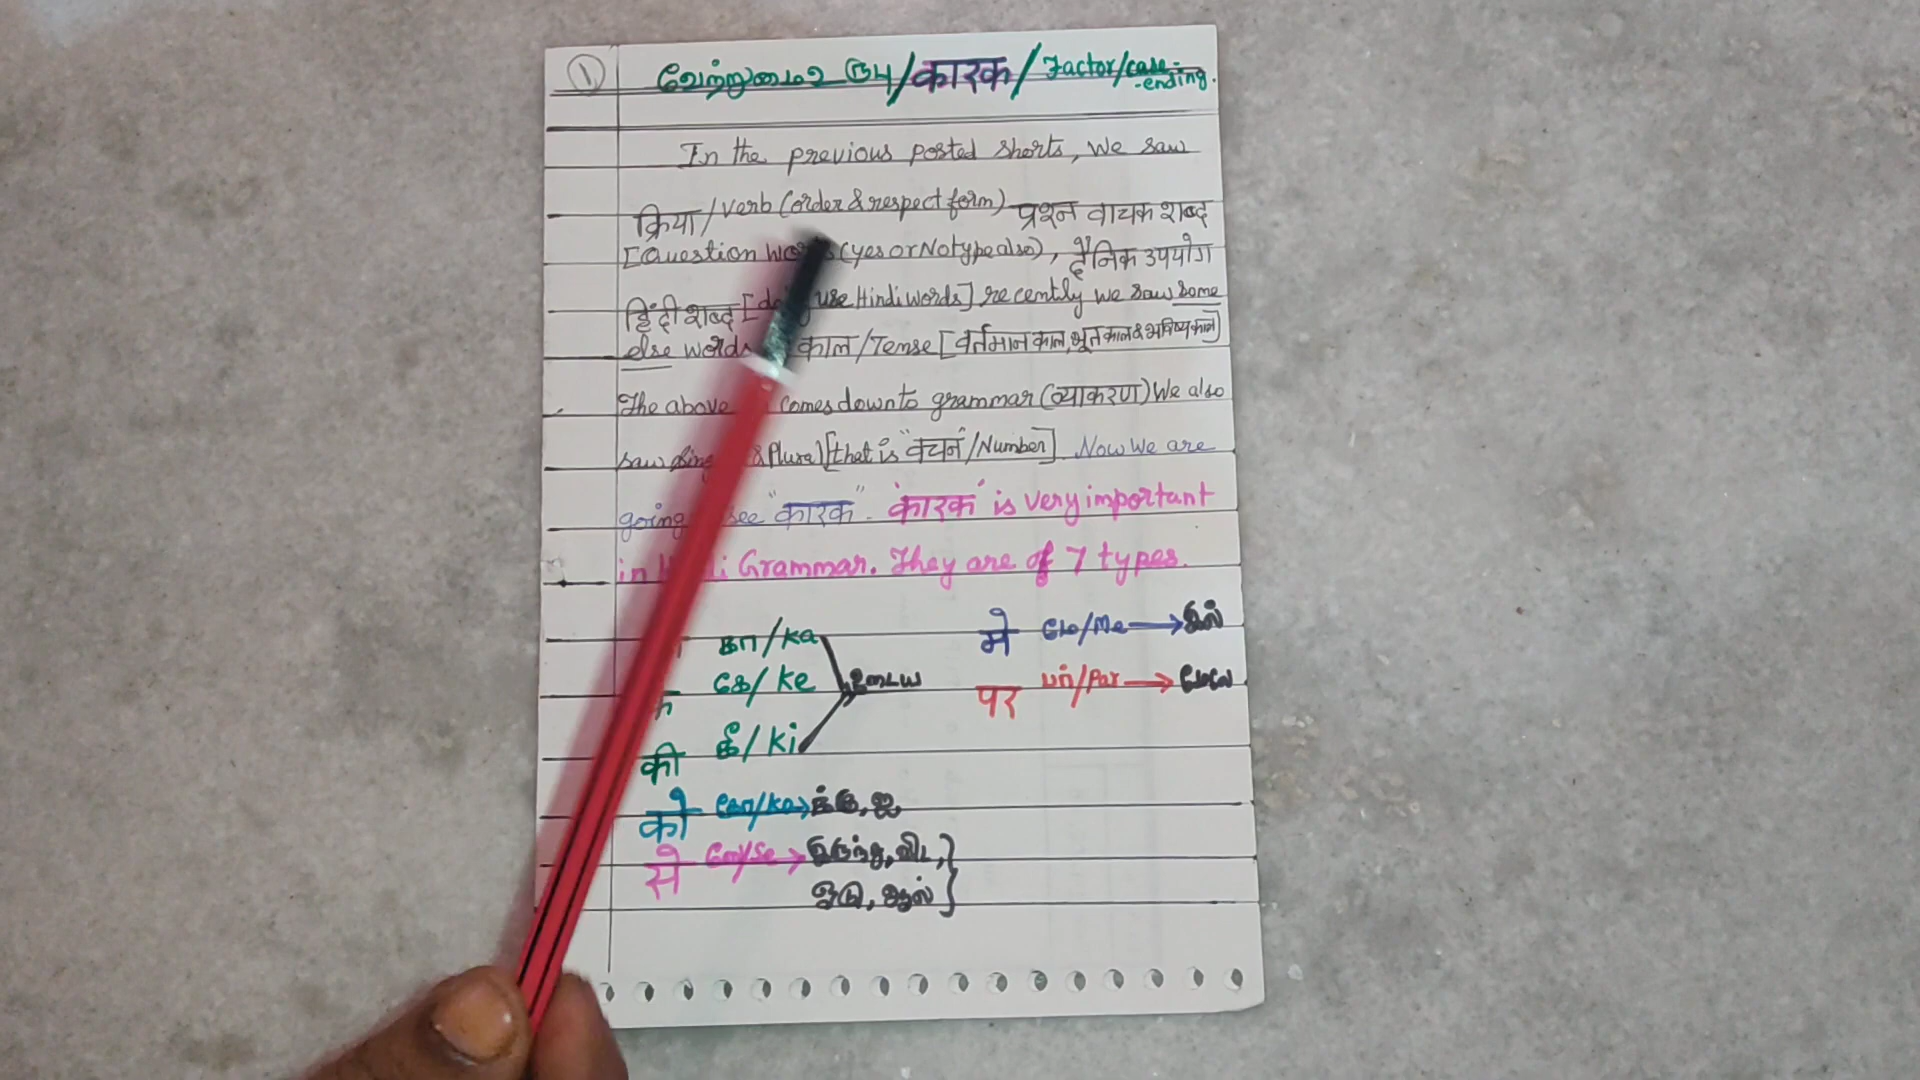 1 வேற்றுமை உருபு/कारक/Factor/case-
-ending.
In the previous posted shorts, We saw
क्रिया/verb (order & respect form) प्रश्न वाचक शब्द
[Question words (yes or No type also), दैनिक उपयोग
हिंदी शब्द [daily use Hindi words] recently we saw some
else words काल/Tense [वर्तमान काल, भूत काल & भविष्य काल]
The above comes down to grammar (व्याकरण) We also
saw & Plural [that is "वचन"/Number]. Now We are
going see "कारक". 'कारक' is very important
in Grammar. They are of 7 types.
கா/ka
கே/ke உடைய
की கீ/ki
को கோ/ko→க்கு, ஐ
से ஸே/se→இருந்து, விட,
ஓடு, ஆல்}
मे மே/Me→இல்
पर பர்/Par→மேலே